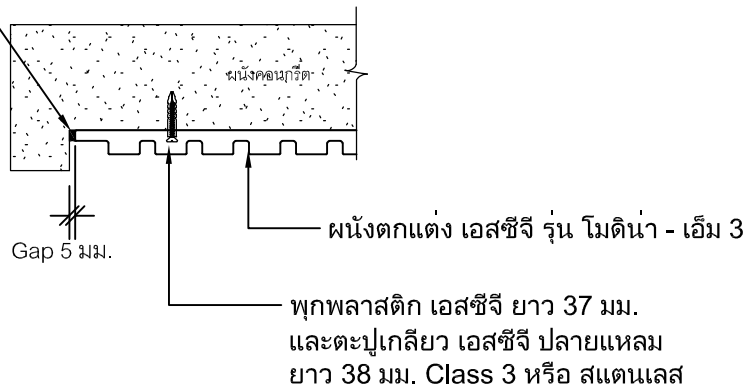 ผนังคอนกรีต
Gap 5 มม.
ผนังตกแต่ง เอสซีจี รุ่น โมดิน่า - เอ็ม 3
พุกพลาสติก เอสซีจี ยาว 37 มม.
และตะปูเกลียว เอสซีจี ปลายแหลม
ยาว 38 มม. Class 3 หรือ สแตนเลส